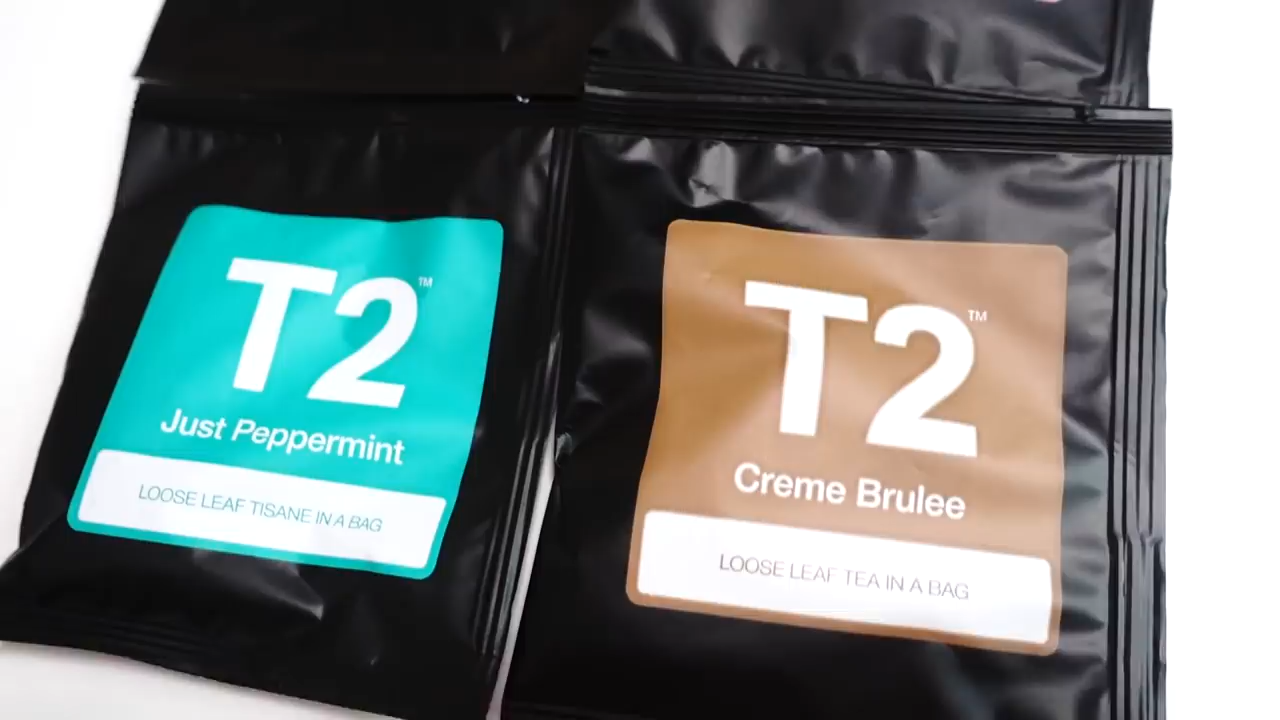 T2™
Just Peppermint
LOOSE LEAF TISANE IN A BAG
T2™
Creme Brulee
LOOSE LEAF TEA IN A BAG